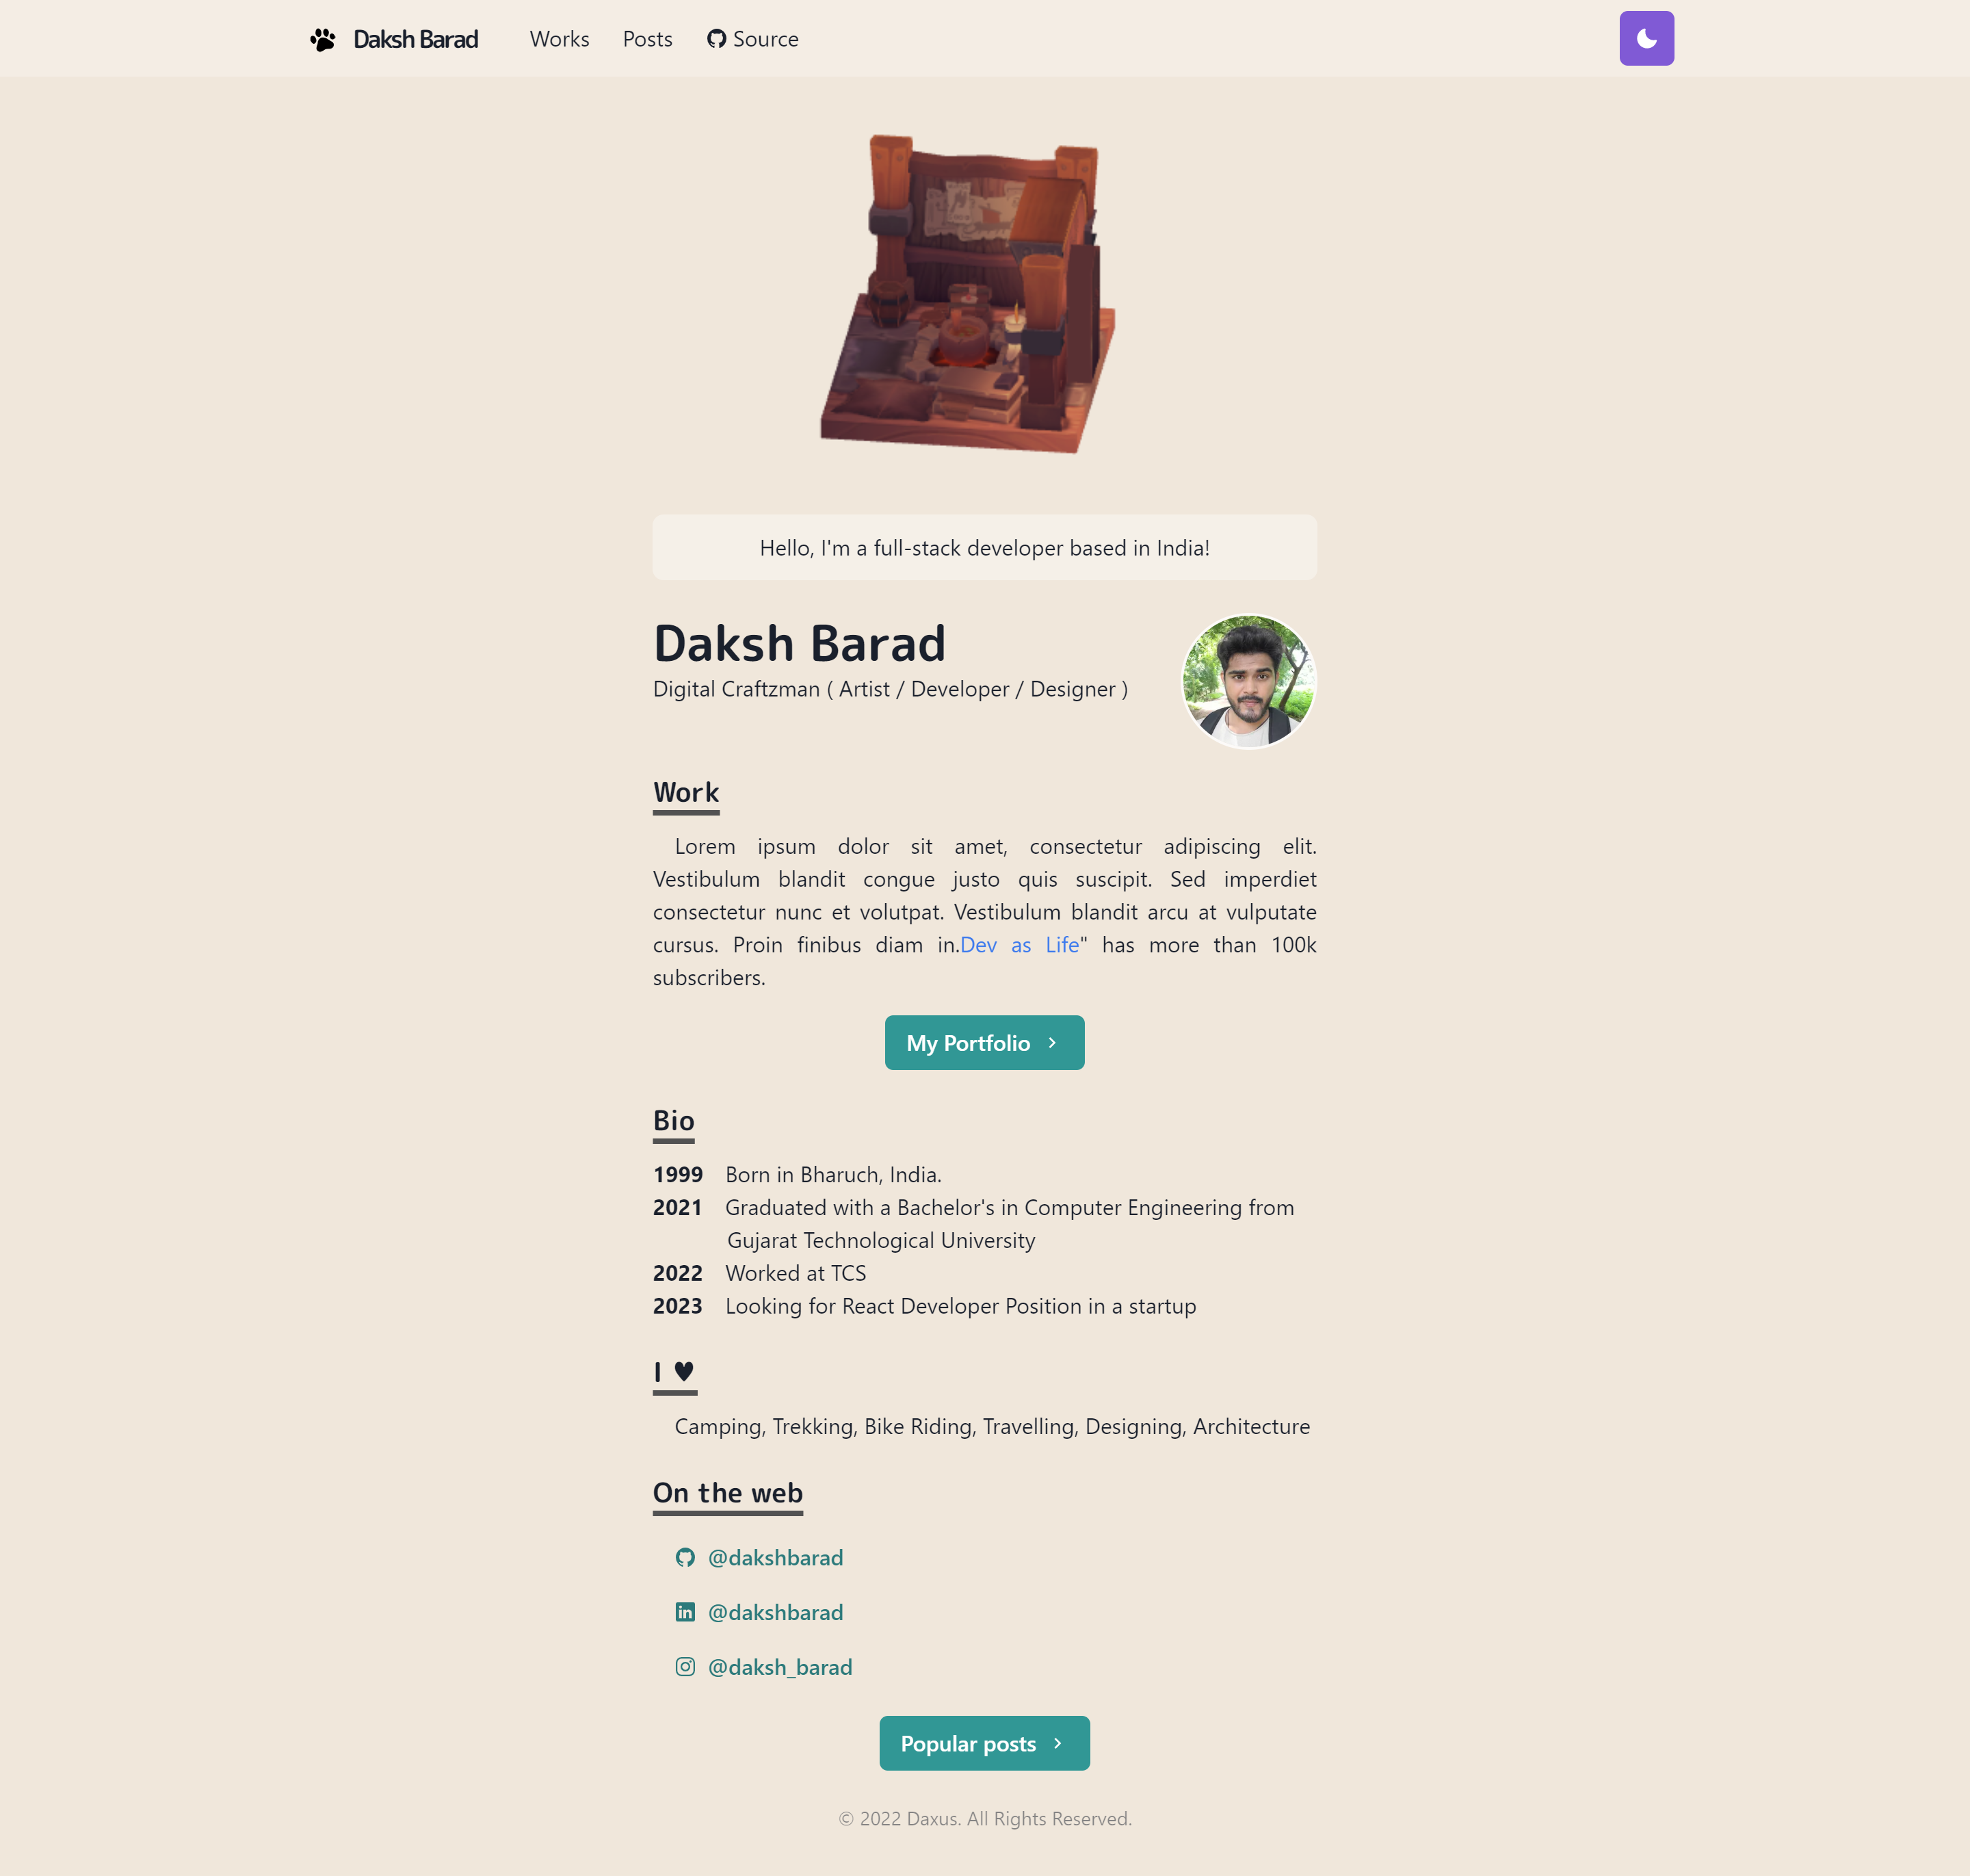 Daksh Barad
Works
Posts
Source
Hello, I'm a full-stack developer based in India!
Daksh Barad
Digital Craftzman ( Artist / Developer / Designer )
Work
Lorem ipsum dolor sit amet, consectetur adipiscing elit.
Vestibulum blandit congue justo quis suscipit. Sed imperdiet
consectetur nunc et volutpat. Vestibulum blandit arcu at vulputate
cursus. Proin finibus diam in.Dev as Life" has more than 100k
subscribers.
My Portfolio
Bio
1999 Born in Bharuch, India.
2021 Graduated with a Bachelor's in Computer Engineering from
Gujarat Technological University
2022 Worked at TCS
2023 Looking for React Developer Position in a startup
I ♥
Camping, Trekking, Bike Riding, Travelling, Designing, Architecture
On the web
@dakshbarad
@dakshbarad
@daksh_barad
Popular posts
© 2022 Daxus. All Rights Reserved.